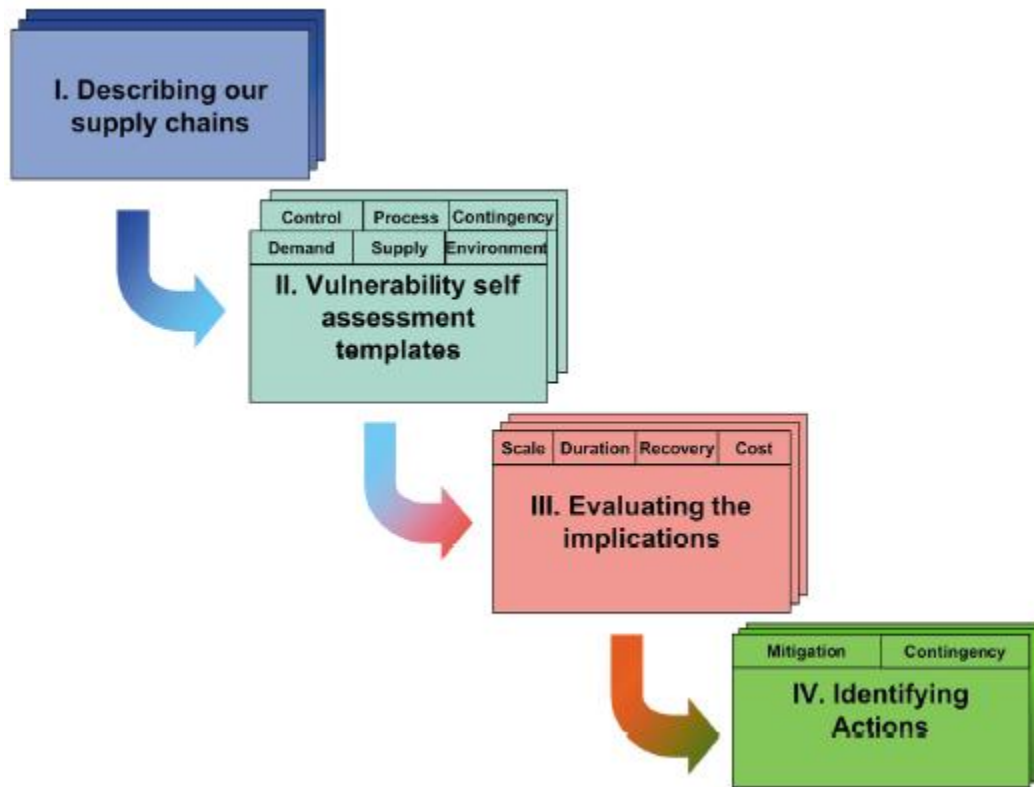 I. Describing our
supply chains
Control Process Contingency
Demand Supply Environment
II. Vulnerability self
assessment
templates
Scale Duration Recovery Cost
III. Evaluating the
implications
Mitigation Contingency
IV. Identifying
Actions